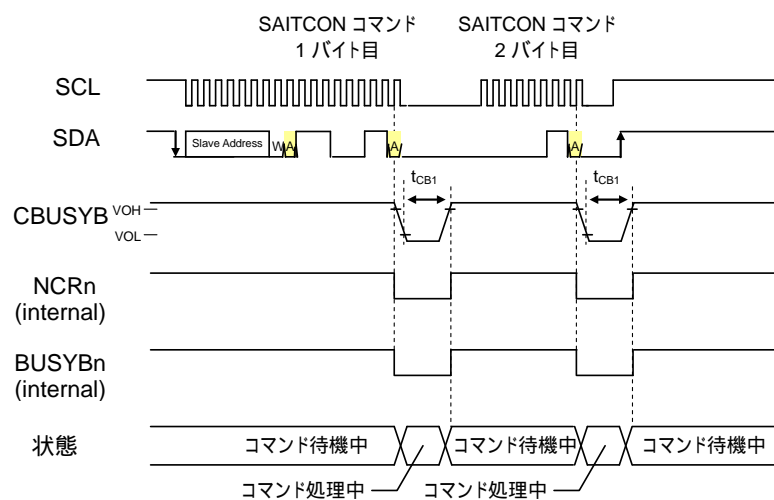 SAITCON コマンド
1 バイト目
SAITCON コマンド
2 バイト目
SCL
SDA
Slave Address
W
A
A
A
tCB1
tCB1
CBUSYB
VOH
VOL
NCRn
(internal)
BUSYBn
(internal)
状態
コマンド待機中
コマンド待機中
コマンド待機中
コマンド処理中
コマンド処理中